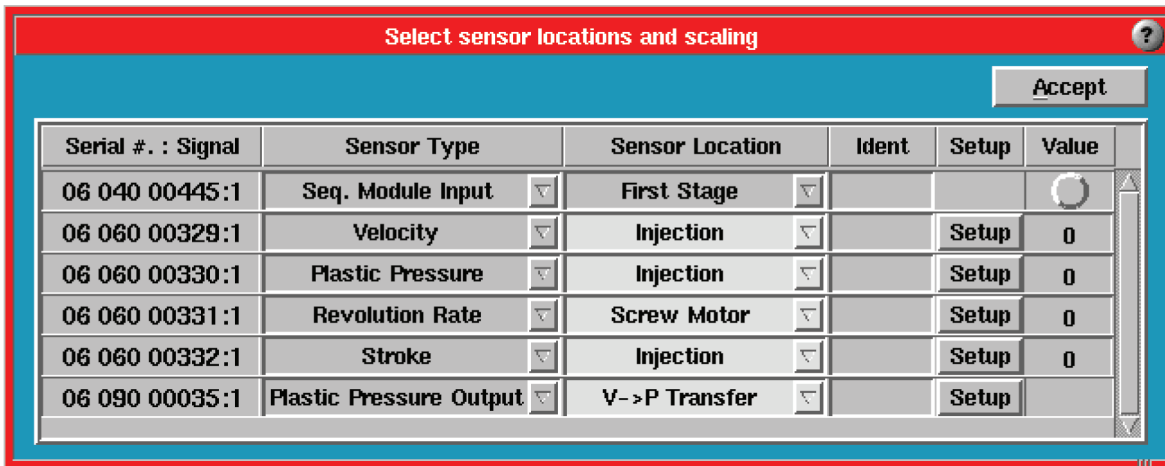 Select sensor locations and scaling ?
Accept
Serial #. : Signal Sensor Type Sensor Location Ident Setup Value
06 040 00445:1 Seq. Module Input First Stage
06 060 00329:1 Velocity Injection Setup 0
06 060 00330:1 Plastic Pressure Injection Setup 0
06 060 00331:1 Revolution Rate Screw Motor Setup 0
06 060 00332:1 Stroke Injection Setup 0
06 090 00035:1 Plastic Pressure Output V->P Transfer Setup